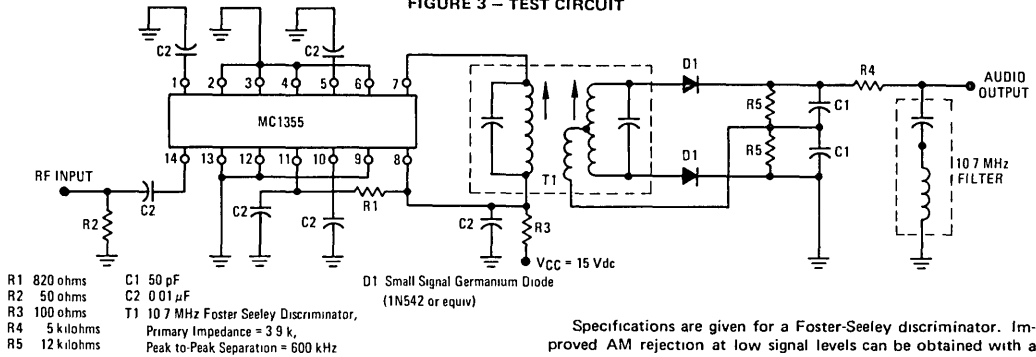 FIGURE 3 – TEST CIRCUIT
C2
C2
1 2 3 4 5 6 7
MC1355
14 13 12 11 10 9 8
RF INPUT
C2
R2
C2
R1
C2
C2
R3
VCC = 15 Vdc
T1
D1
D1
R5
R5
C1
C1
R4
AUDIO
OUTPUT
10 7 MHz
FILTER
R1 820 ohms
R2 50 ohms
R3 100 ohms
R4 5 kilohms
R5 12 kilohms
C1 50 pF
C2 0 01 μF
T1 10 7 MHz Foster Seeley Discriminator,
Primary Impedance = 3 9 k,
Peak to-Peak Separation = 600 kHz
D1 Small Signal Germanium Diode
(1N542 or equiv)
Specifications are given for a Foster-Seeley discriminator. Im-
proved AM rejection at low signal levels can be obtained with a